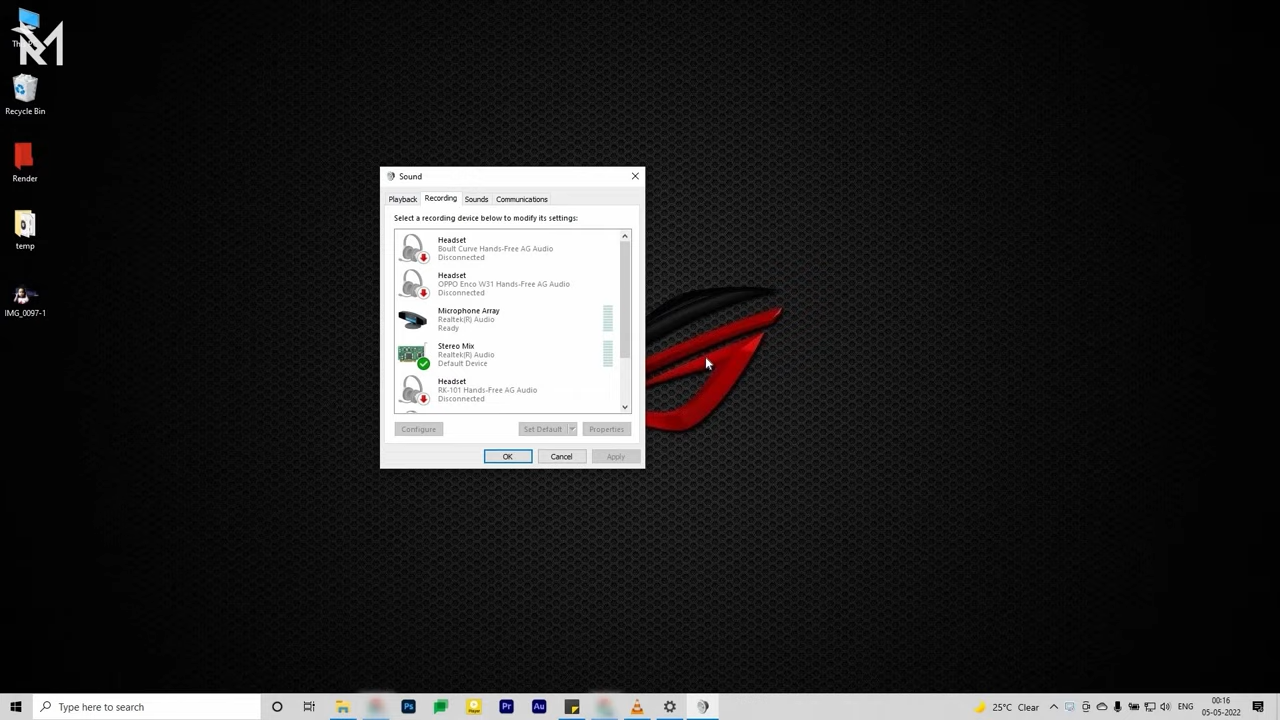 Recycle Bin
Render
temp
IMG_0097-1
Sound
Playback
Recording
Sounds
Communications
Select a recording device below to modify its settings:
Headset
Boult Curve Hands-Free AG Audio
Disconnected
Headset
OPPO Enco W31 Hands-Free AG Audio
Disconnected
Microphone Array
Realtek(R) Audio
Ready
Stereo Mix
Realtek(R) Audio
Default Device
Headset
RK-101 Hands-Free AG Audio
Disconnected
Configure
Set Default
Properties
OK
Cancel
Apply
Type here to search
Ps
Pr
Au
25°C Clear
ENG
00:16
05-05-2022